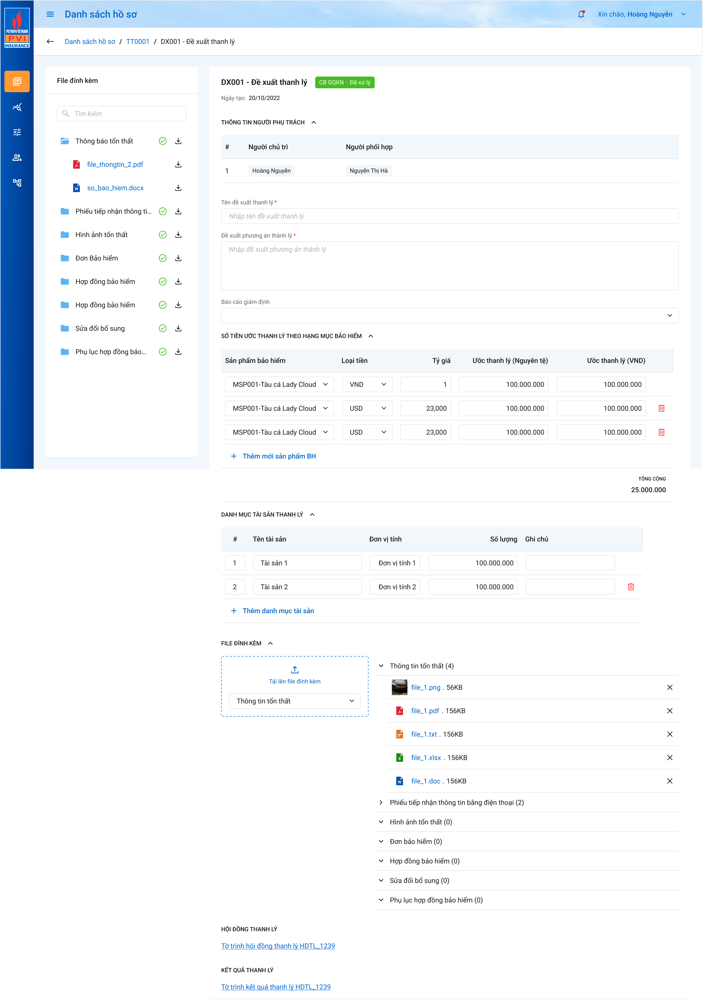 PETROVIETNAM
PVI
INSURANCE
Danh sách hồ sơ
Xin chào, Hoàng Nguyễn
Danh sách hồ sơ / TT0001 / DX001 - Đề xuất thanh lý
File đính kèm
Tìm kiếm
Thông báo tổn thất
file_thongtin_2.pdf
so_bao_hiem.docx
Phiếu tiếp nhận thông ti...
Hình ảnh tổn thất
Đơn Bảo hiểm
Hợp đồng bảo hiểm
Hợp đồng bảo hiểm
Sửa đổi bổ sung
Phụ lục hợp đồng bảo...
DX001 - Đề xuất thanh lý CB GQKN - Đã xử lý
Ngày tạo: 20/10/2022
THÔNG TIN NGƯỜI PHỤ TRÁCH
# Người chủ trì Người phối hợp
1 Hoàng Nguyễn Nguyễn Thị Hà
Tên đề xuất thanh lý *
Nhập tên đề xuất thanh lý
Đề xuất phương án thành lý *
Nhập đề xuất phương án thành lý
Báo cáo giám định
SỐ TIỀN ƯỚC THANH LÝ THEO HẠNG MỤC BẢO HIỂM
Sản phẩm bảo hiểm Loại tiền Tỷ giá Ước thanh lý (Nguyên tệ) Ước thanh lý (VND)
MSP001-Tàu cá Lady Cloud VND 1 100.000.000 100.000.000
MSP001-Tàu cá Lady Cloud USD 23,000 100.000.000 100.000.000
MSP001-Tàu cá Lady Cloud USD 23,000 100.000.000 100.000.000
+ Thêm mới sản phẩm BH
TỔNG CỘNG
25.000.000
DANH MỤC TÀI SẢN THANH LÝ
# Tên tài sản Đơn vị tính Số lượng Ghi chú
1 Tài sản 1 Đơn vị tính 1 100.000.000
2 Tài sản 2 Đơn vị tính 2 100.000.000
+ Thêm danh mục tài sản
FILE ĐÍNH KÈM
Tải lên file đính kèm
Thông tin tổn thất
Thông tin tổn thất (4)
file_1.png . 56KB
file_1.pdf . 156KB
file_1.txt . 156KB
file_1.xlsx . 156KB
file_1.doc . 156KB
Phiếu tiếp nhận thông tin bằng điện thoại (2)
Hình ảnh tổn thất (0)
Đơn bảo hiểm (0)
Hợp đồng bảo hiểm (0)
Sửa đổi bổ sung (0)
Phụ lục hợp đồng bảo hiểm (0)
HỘI ĐỒNG THANH LÝ
Tờ trình hội đồng thanh lý HDTL_1239
KẾT QUẢ THANH LÝ
Tờ trình kết quả thanh lý HDTL_1239